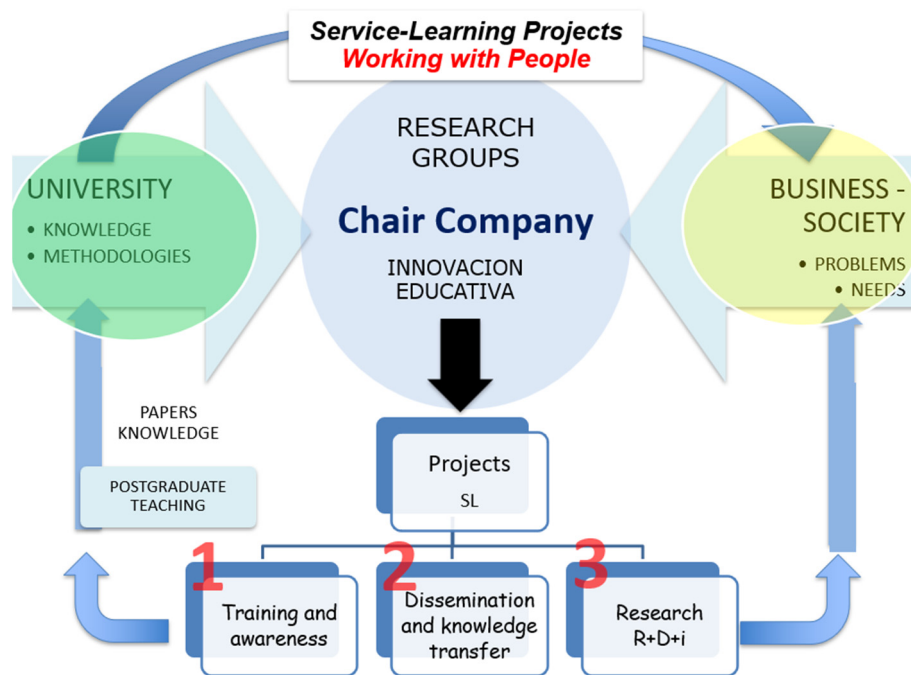 Service-Learning Projects
Working with People
RESEARCH
GROUPS
Chair Company
INNOVACION
EDUCATIVA
UNIVERSITY
• KNOWLEDGE
• METHODOLOGIES
BUSINESS -
SOCIETY
• PROBLEMS
• NEEDS
PAPERS
KNOWLEDGE
POSTGRADUATE
TEACHING
Projects
SL
1
Training and
awareness
2
Dissemination
and knowledge
transfer
3
Research
R+D+i